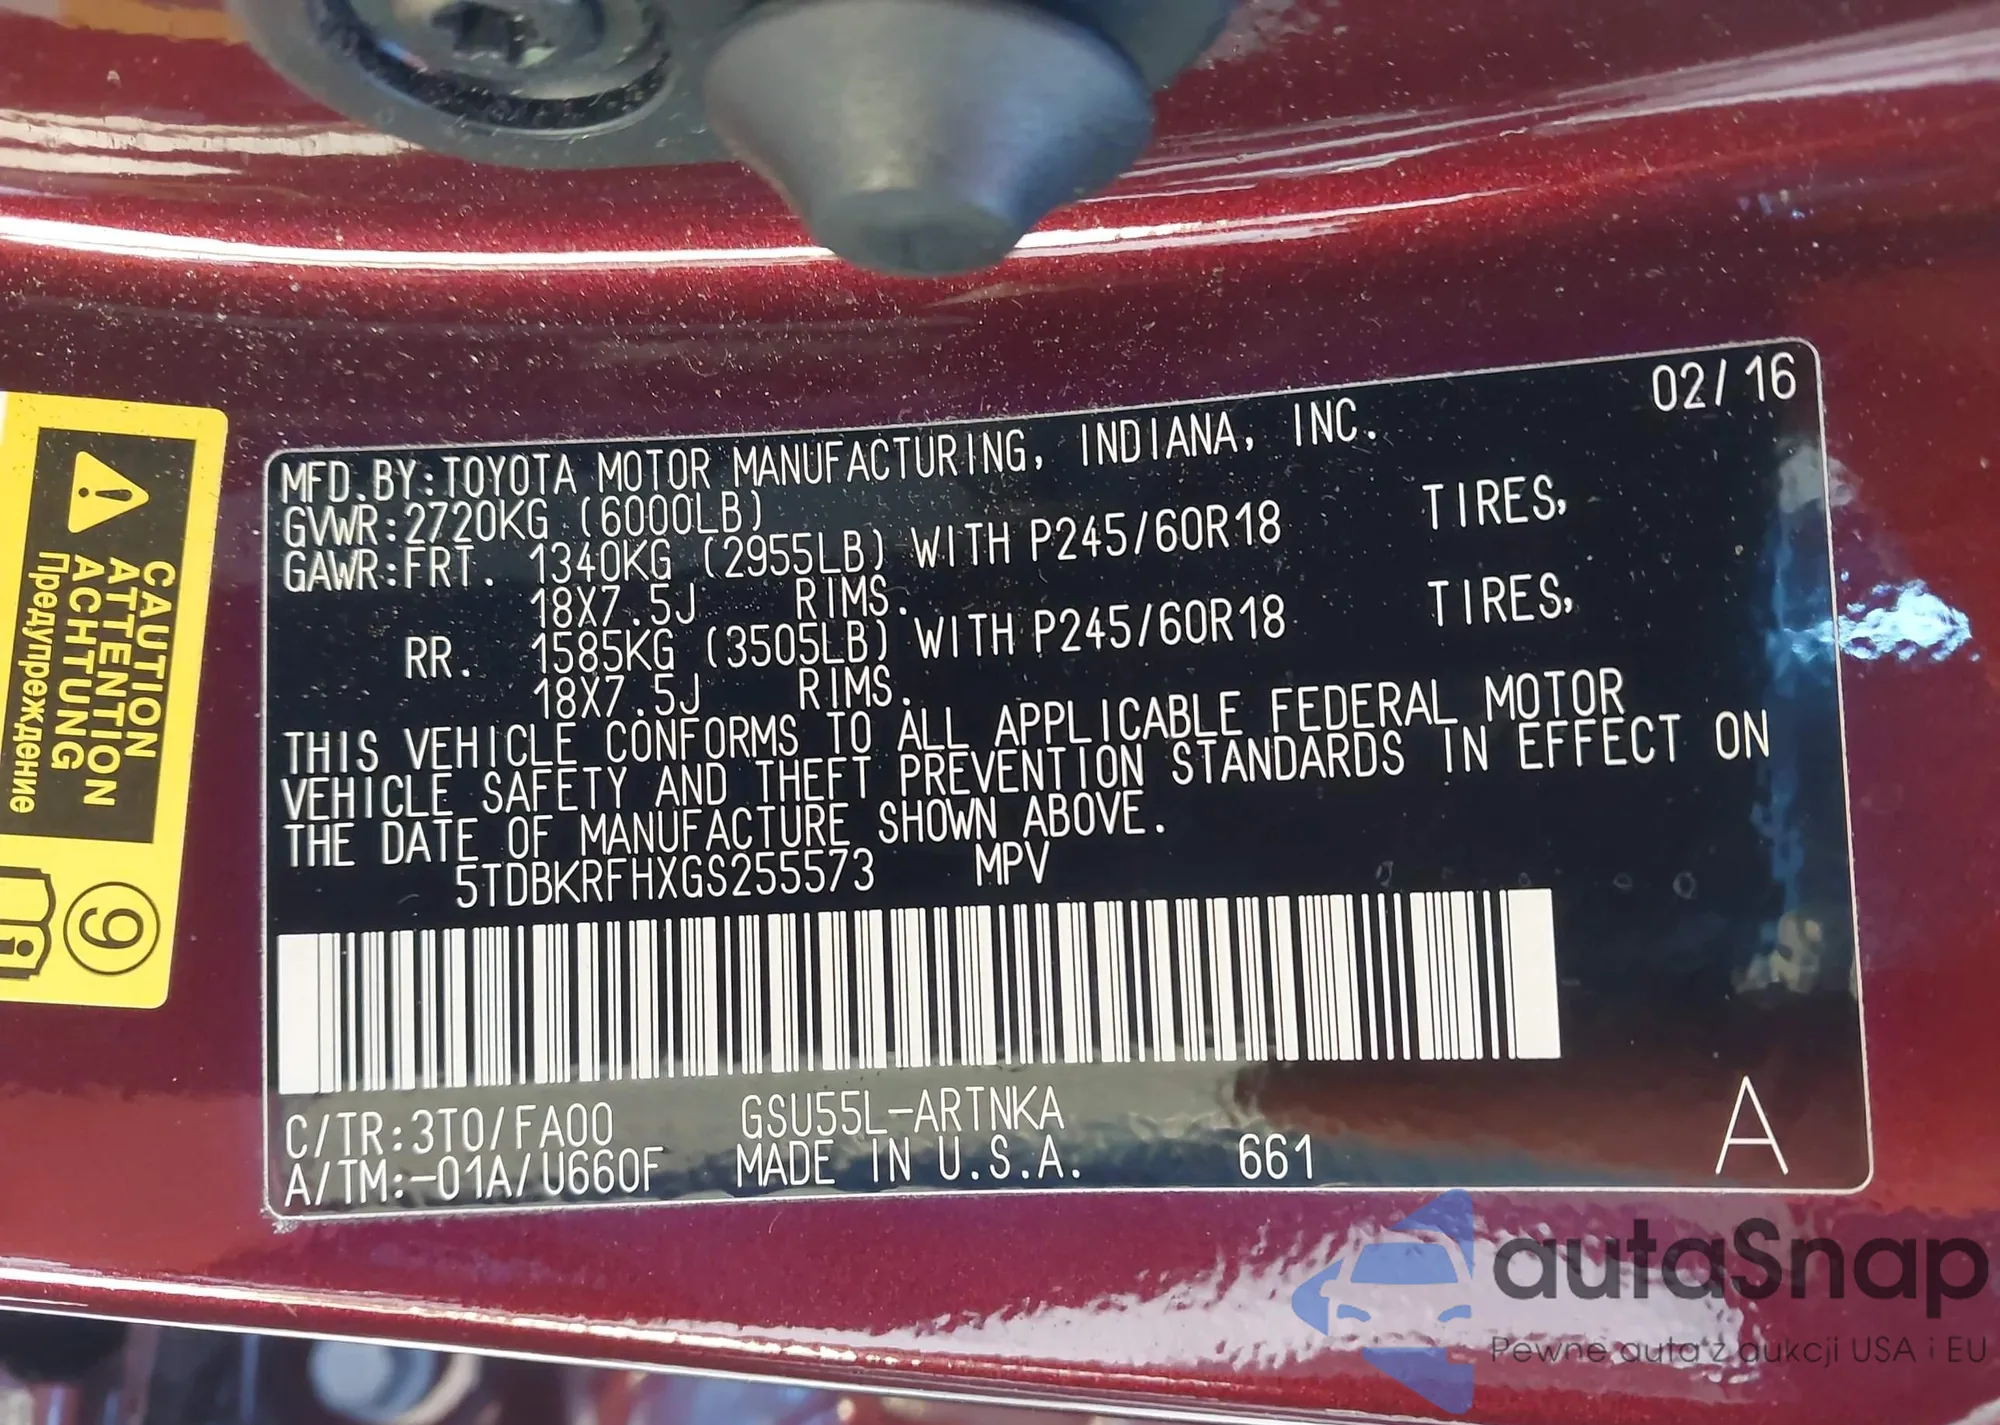 02/16
MFD.BY:TOYOTA MOTOR MANUFACTURING, INDIANA, INC.
GVWR:2720KG (6000LB)
GAWR:FRT. 1340KG (2955LB) WITH P245/60R18 TIRES,
18X7.5J RIMS.
RR. 1585KG (3505LB) WITH P245/60R18 TIRES,
18X7.5J RIMS.
THIS VEHICLE CONFORMS TO ALL APPLICABLE FEDERAL MOTOR
VEHICLE SAFETY AND THEFT PREVENTION STANDARDS IN EFFECT ON
THE DATE OF MANUFACTURE SHOWN ABOVE.
5TDBKRFHXGS255573 MPV
C/TR:3T0/FA00 GSU55L-ARTNKA
A/TM:-01A/U660F MADE IN U.S.A. 661 A
CAUTION
ATTENTION
ACHTUNG
Предупреждение
9
autaSnap
Pewne auta z aukcji USA i EU